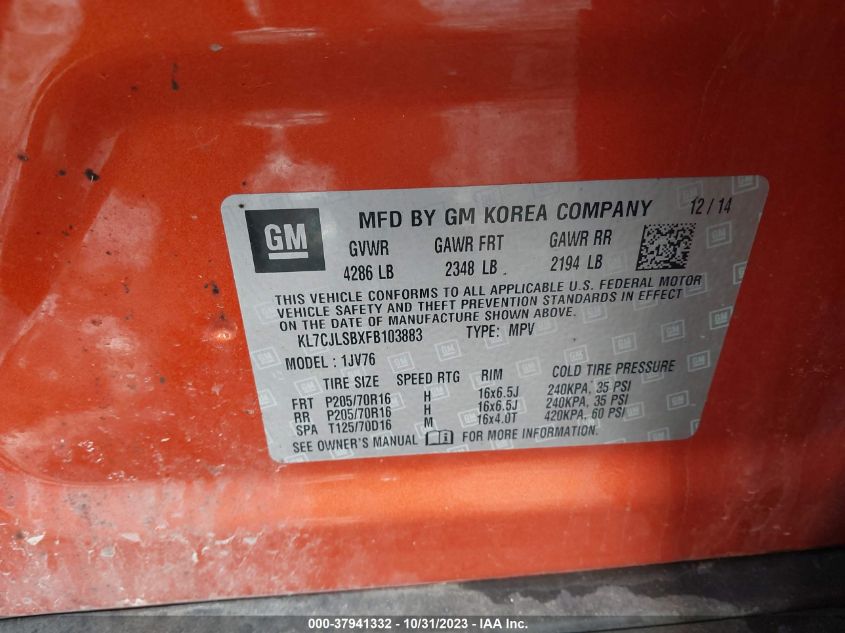 GM
MFD BY GM KOREA COMPANY 12 / 14
GVWR GAWR FRT GAWR RR
4286 LB 2348 LB 2194 LB
THIS VEHICLE CONFORMS TO ALL APPLICABLE U.S. FEDERAL MOTOR
VEHICLE SAFETY AND THEFT PREVENTION STANDARDS IN EFFECT
ON THE DATE OF MANUFACTURE SHOWN ABOVE.
KL7CJLSBXFB103883 TYPE: MPV
MODEL : 1JV76
TIRE SIZE SPEED RTG RIM COLD TIRE PRESSURE
FRT P205/70R16 H 16x6.5J 240KPA, 35 PSI
RR P205/70R16 H 16x6.5J 240KPA, 35 PSI
SPA T125/70D16 M 16x4.0T 420KPA, 60 PSI
SEE OWNER'S MANUAL FOR MORE INFORMATION.
000-37941332 - 10/31/2023 - IAA Inc.